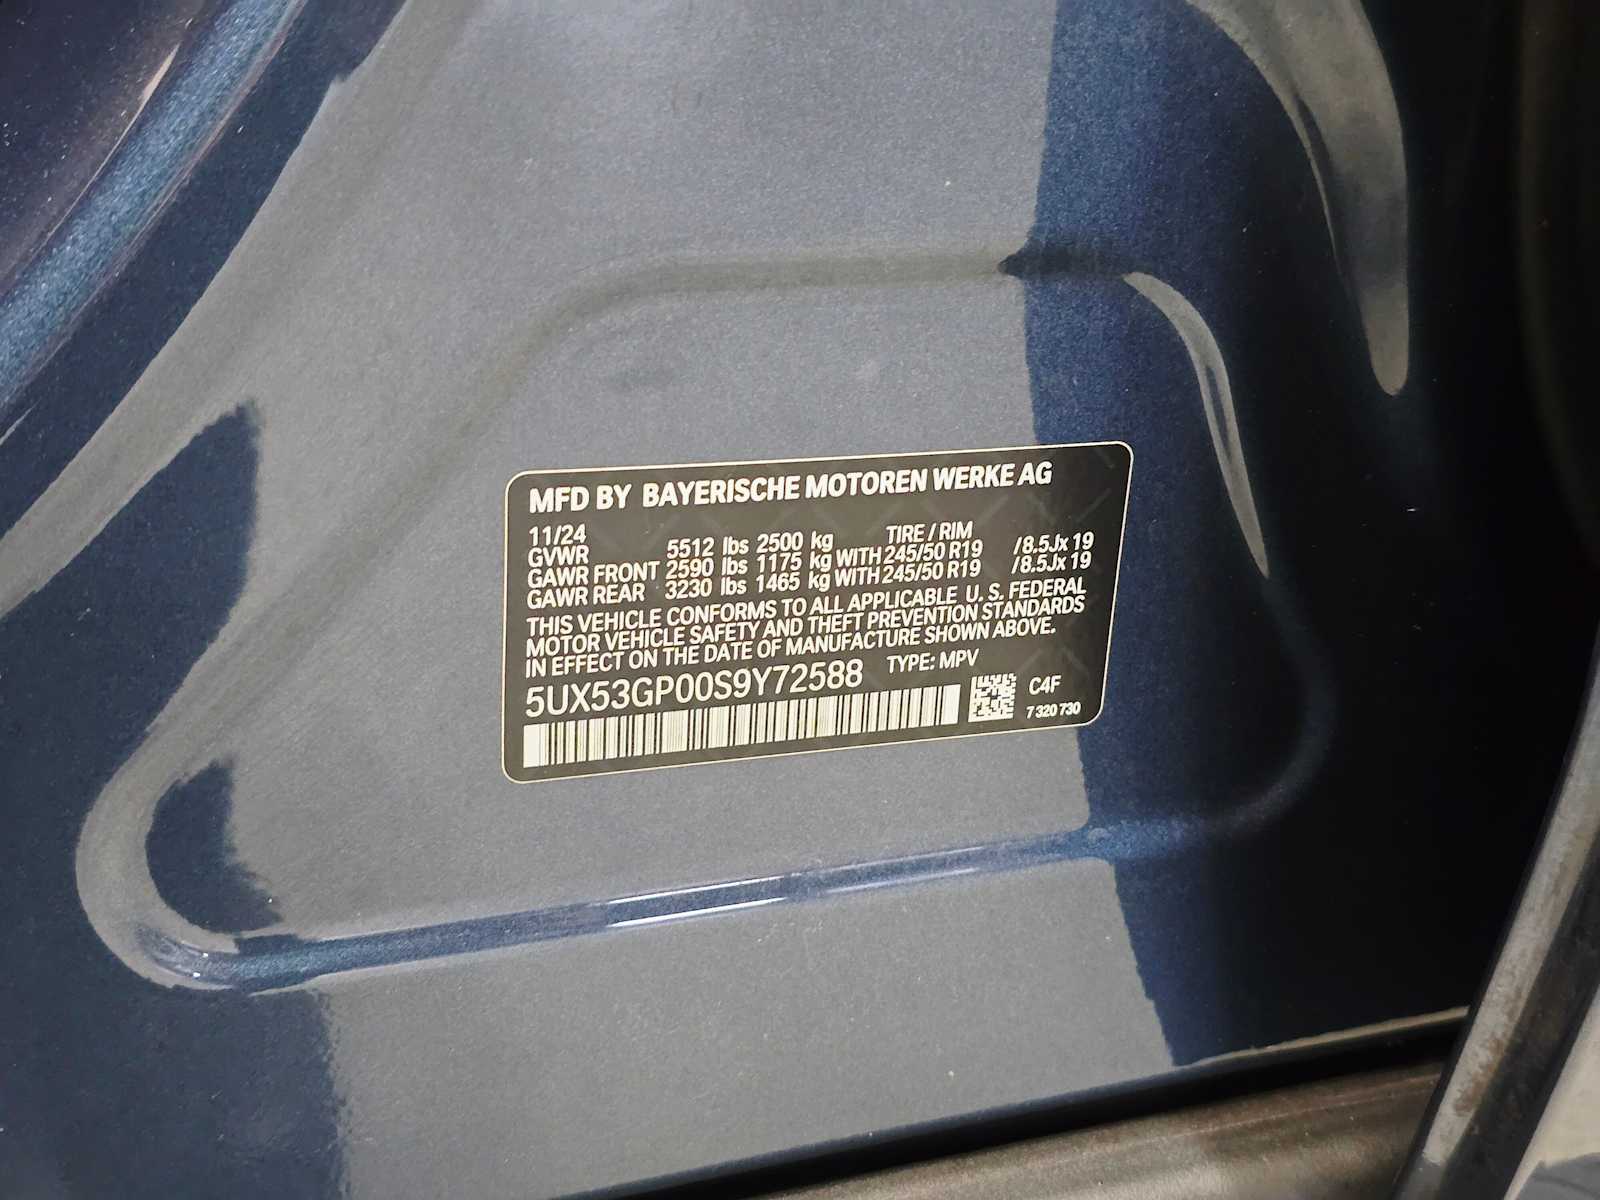 MFD BY BAYERISCHE MOTOREN WERKE AG
11/24 TIRE / RIM
GVWR 5512 lbs 2500 kg
GAWR FRONT 2590 lbs 1175 kg WITH 245/50 R19 /8.5Jx 19
GAWR REAR 3230 lbs 1465 kg WITH 245/50 R19 /8.5Jx 19
THIS VEHICLE CONFORMS TO ALL APPLICABLE U. S. FEDERAL
MOTOR VEHICLE SAFETY AND THEFT PREVENTION STANDARDS
IN EFFECT ON THE DATE OF MANUFACTURE SHOWN ABOVE.
5UX53GP00S9Y72588 TYPE: MPV
C4F
7 320 730